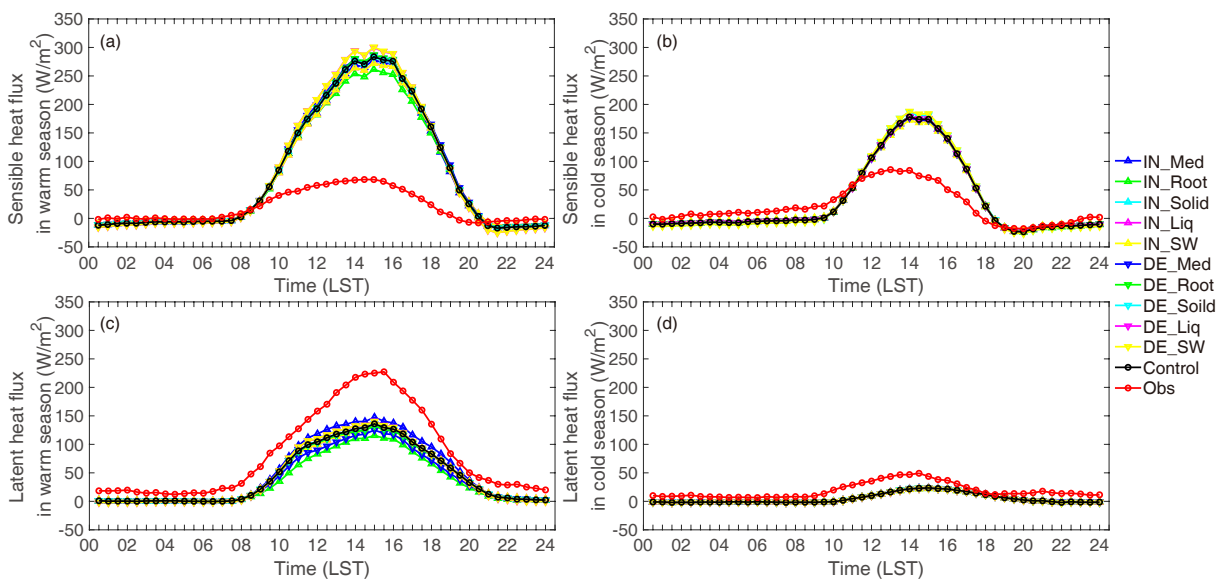 Sensible heat flux
in warm season (W/m²)
350
300
250
200
150
100
50
0
-50
(a)
00 02 04 06 08 10 12 14 16 18 20 22 24
Time (LST)
Sensible heat flux
in cold season (W/m²)
350
300
250
200
150
100
50
0
-50
(b)
00 02 04 06 08 10 12 14 16 18 20 22 24
Time (LST)
Latent heat flux
in warm season (W/m²)
350
300
250
200
150
100
50
0
-50
(c)
00 02 04 06 08 10 12 14 16 18 20 22 24
Time (LST)
Latent heat flux
in cold season (W/m²)
350
300
250
200
150
100
50
0
-50
(d)
00 02 04 06 08 10 12 14 16 18 20 22 24
Time (LST)
IN_Med
IN_Root
IN_Solid
IN_Liq
IN_SW
DE_Med
DE_Root
DE_Soild
DE_Liq
DE_SW
Control
Obs